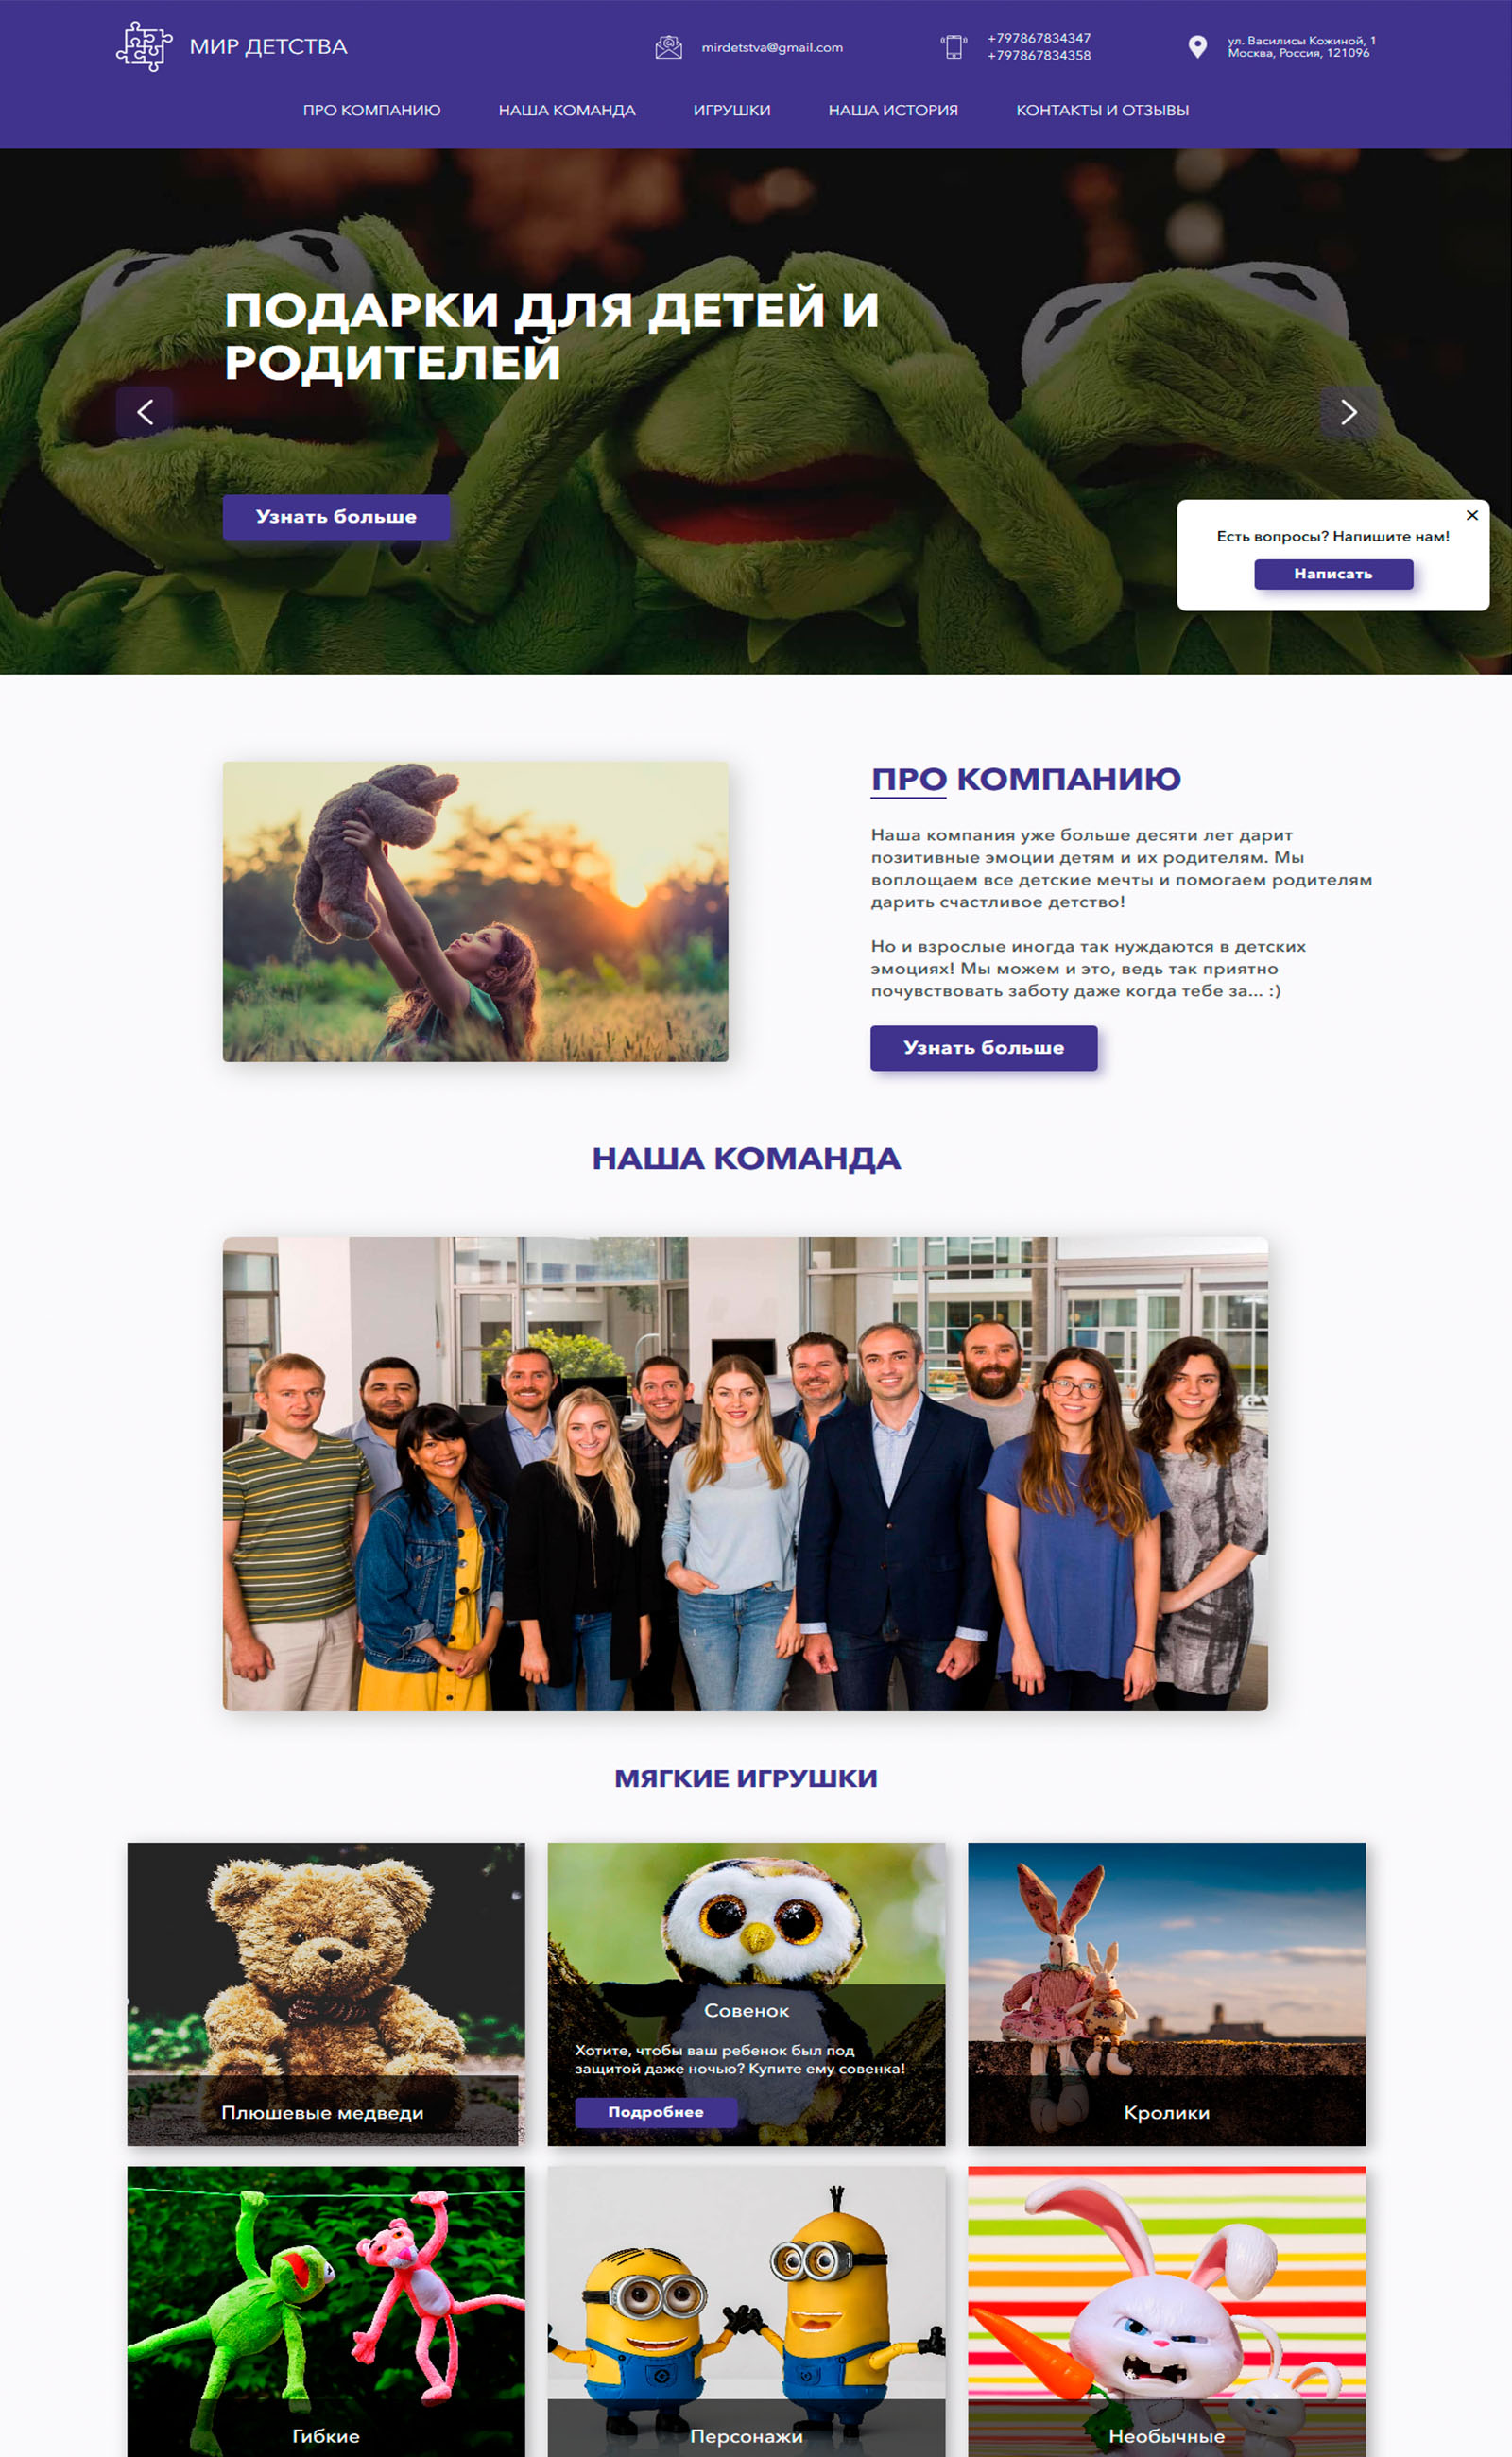 МИР ДЕТСТВА
mirdetstva@gmail.com
+797867834347
+797867834358
ул. Василисы Кожиной, 1
Москва, Россия, 121096
ПРО КОМПАНИЮ
НАША КОМАНДА
ИГРУШКИ
НАША ИСТОРИЯ
КОНТАКТЫ И ОТЗЫВЫ
ПОДАРКИ ДЛЯ ДЕТЕЙ И
РОДИТЕЛЕЙ
Узнать больше
Есть вопросы? Напишите нам!
Написать
ПРО КОМПАНИЮ
Наша компания уже больше десяти лет дарит
позитивные эмоции детям и их родителям. Мы
воплощаем все детские мечты и помогаем родителям
дарить счастливое детство!
Но и взрослые иногда так нуждаются в детских
эмоциях! Мы можем и это, ведь так приятно
почувствовать заботу даже когда тебе за... :)
Узнать больше
НАША КОМАНДА
МЯГКИЕ ИГРУШКИ
Плюшевые медведи
Совенок
Хотите, чтобы ваш ребенок был под
защитой даже ночью? Купите ему совенка!
Подробнее
Кролики
Гибкие
Персонажи
Необычные